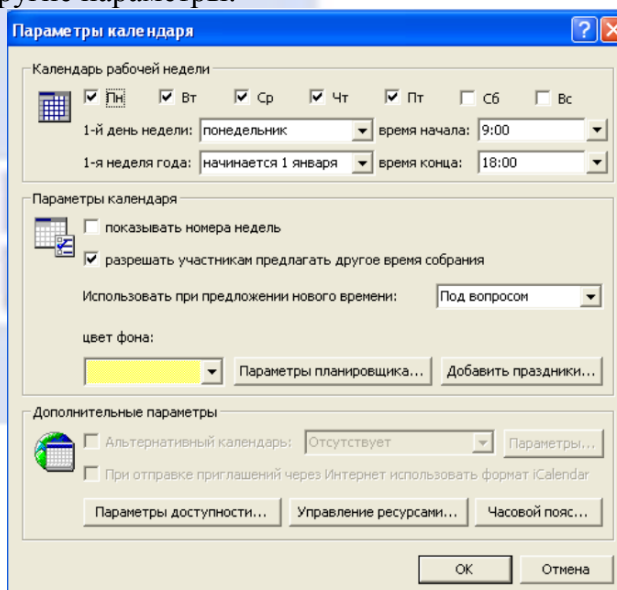 другие параметры.
Параметры календаря
Календарь рабочей недели
Пн Вт Ср Чт Пт Сб Вс
1-й день недели: понедельник время начала: 9:00
1-я неделя года: начинается 1 января время конца: 18:00
Параметры календаря
показывать номера недель
разрешать участникам предлагать другое время собрания
Использовать при предложении нового времени: Под вопросом
цвет фона:
Параметры планировщика... Добавить праздники...
Дополнительные параметры
Альтернативный календарь: Отсутствует Параметры...
При отправке приглашений через Интернет использовать формат iCalendar
Параметры доступности... Управление ресурсами... Часовой пояс...
ОК Отмена